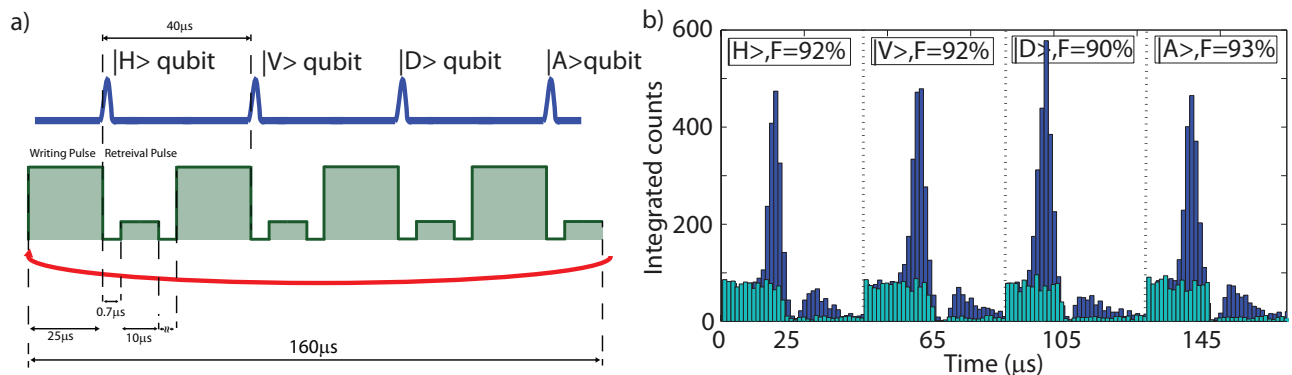 a)
40μs
|H> qubit
|V> qubit
|D> qubit
|A>qubit
Writing Pulse
Retreival Pulse
0.7μs
25μs
10μs
≈
160μs
b)
|H>,F=92%
|V>,F=92%
|D>,F=90%
|A>,F=93%
Integrated counts
600
400
200
0
0
25
65
105
145
Time (μs)